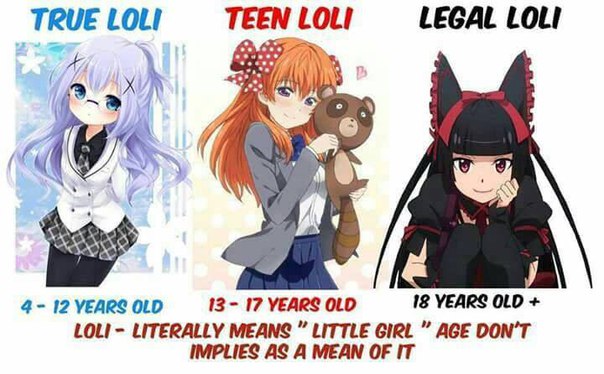 TRUE LOLI
TEEN LOLI
LEGAL LOLI
4 - 12 YEARS OLD
13 - 17 YEARS OLD
18 YEARS OLD +
LOLI - LITERALLY MEANS " LITTLE GIRL " AGE DON'T
IMPLIES AS A MEAN OF IT